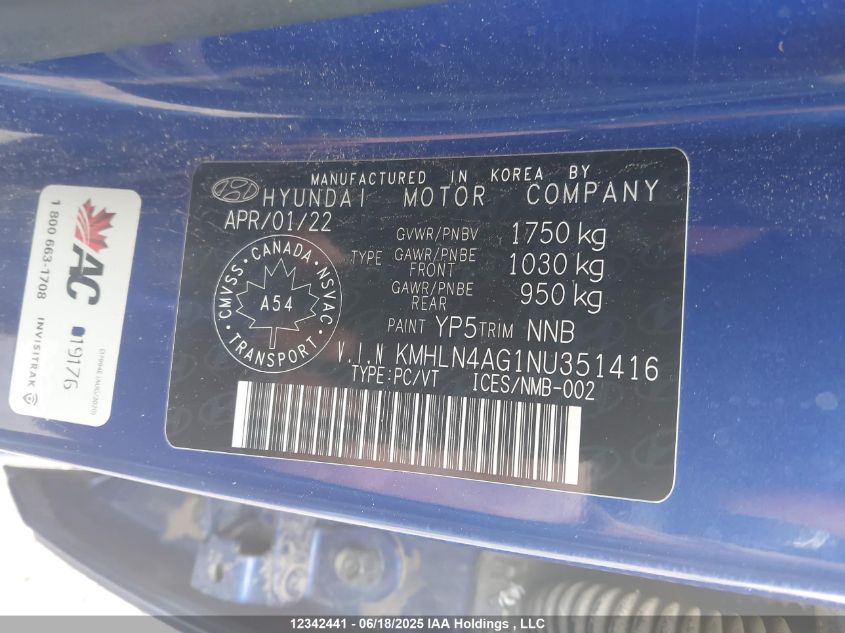 MANUFACTURED IN KOREA BY
HYUNDAI MOTOR COMPANY
APR/01/22
GVWR/PNBV 1750 kg
TYPE GAWR/PNBE FRONT 1030 kg
GAWR/PNBE REAR 950 kg
PAINT YP5 TRIM NNB
V.I.N KMHLN4AG1NU351416
TYPE:PC/VT ICES/NMB-002
CMVSS · CANADA · NSVAC
A54
TRANSPORT
AC
1 800 663-1708
19176
INVISITRAK
12342441 - 06/18/2025 IAA Holdings , LLC